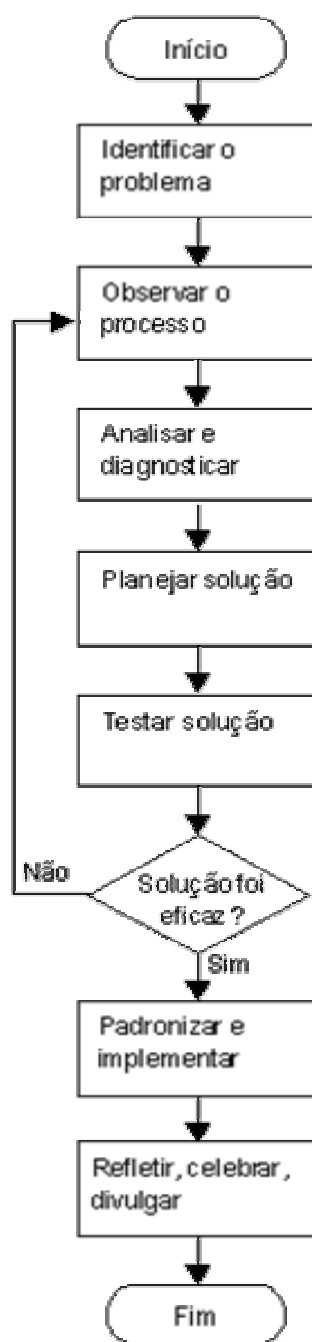 Início
Identificar o
problema
Observar o
processo
Analisar e
diagnosticar
Planejar solução
Testar solução
Não
Solução foi
eficaz?
Sim
Padronizar e
implementar
Refletir, celebrar,
divulgar
Fim